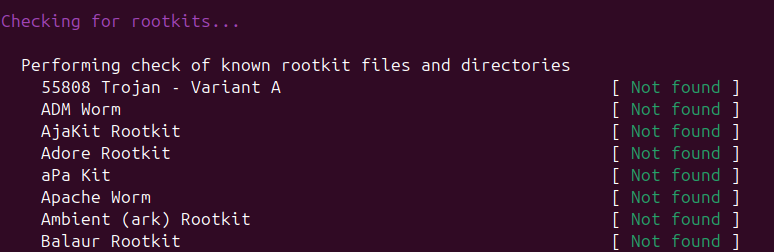 Checking for rootkits...
Performing check of known rootkit files and directories
55808 Trojan - Variant A [ Not found ]
ADM Worm [ Not found ]
AjaKit Rootkit [ Not found ]
Adore Rootkit [ Not found ]
aPa Kit [ Not found ]
Apache Worm [ Not found ]
Ambient (ark) Rootkit [ Not found ]
Balaur Rootkit [ Not found ]